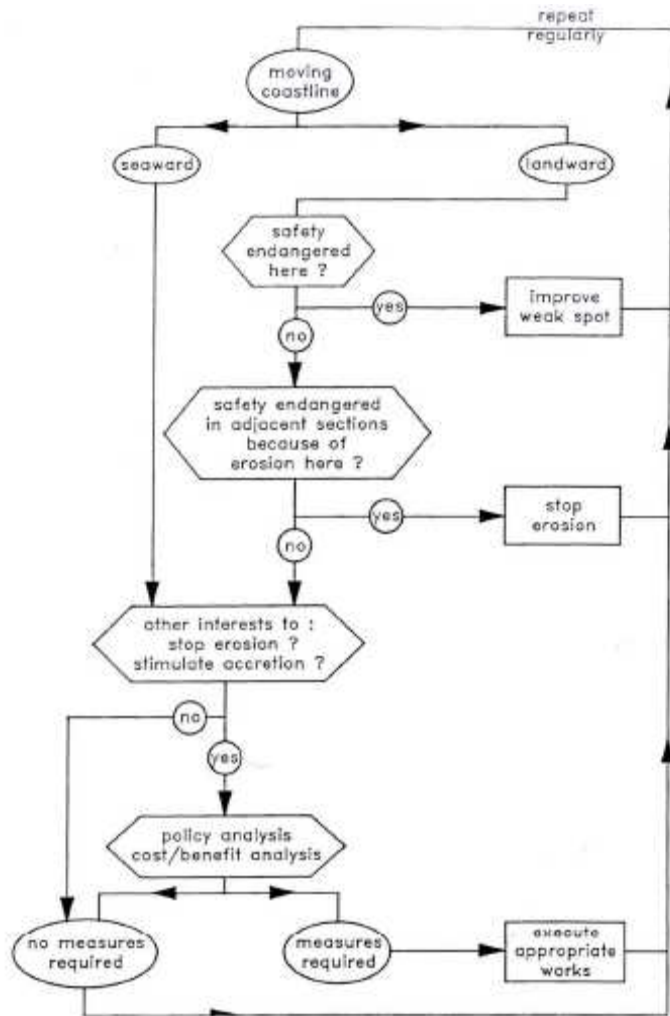 repeat
regularly
moving
coastline
seaward
landward
safety
endangered
here ?
yes
improve
weak spot
no
safety endangered
in adjacent sections
because of
erosion here ?
yes
stop
erosion
no
other interests to :
stop erosion ?
stimulate accretion ?
no
yes
policy analysis
cost/benefit analysis
no measures
required
measures
required
execute
appropriate
works